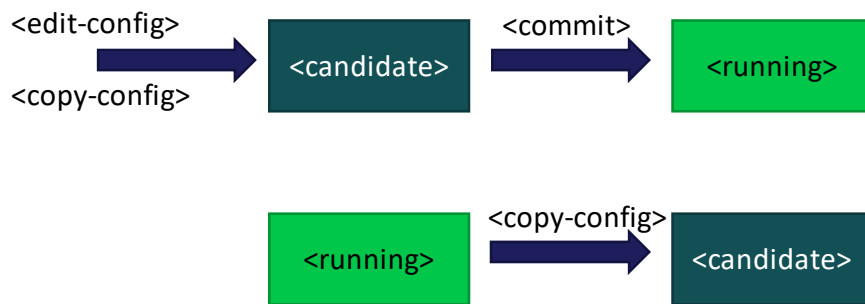 <edit-config>
<copy-config>
<candidate>
<commit>
<running>
<running>
<copy-config>
<candidate>